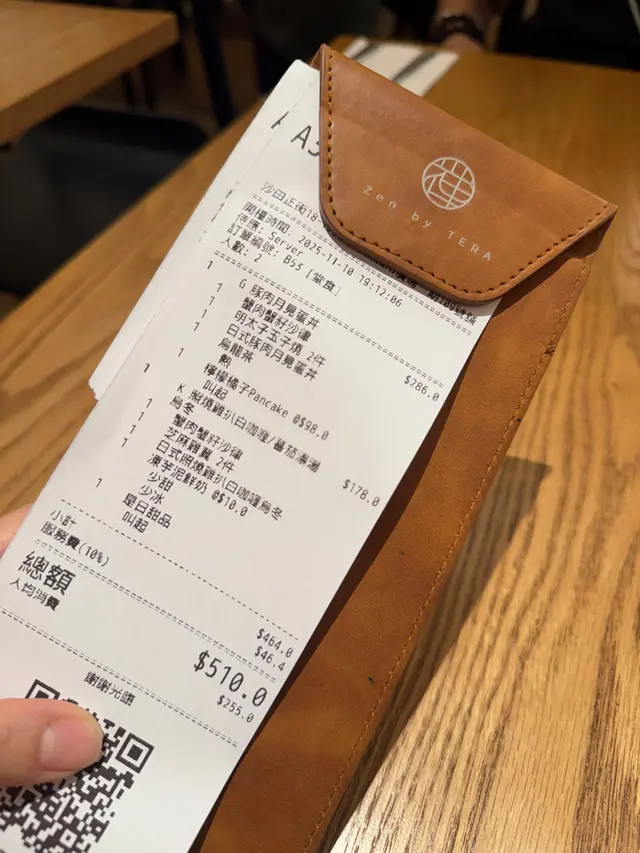 禪
Zen by TERA
A5
沙田正街18-
開檯時間: 2025-11-10 19:12:06
侍應: Server
訂單編號: B53 [堂食]
人數: 2
1 G 豚肉月見蛋丼 $286.0
1 蟹肉蟹籽沙律
1 明太子玉子燒 2件
1 日式豚肉月見蛋丼
1 烏龍茶
熱
1 檸檬橘子Pancake @$98.0
叫起
1 K 照燒雞扒白咖喱/蕃茄濃湯
烏冬 $178.0
1 蟹肉蟹籽沙律
1 芝麻雞翼 2件
1 日式照燒雞扒白咖喱烏冬
1 凍芋泥鮮奶 @$10.0
少甜
少冰
1 是日甜品
叫起
小計 $464.0
服務費(10%) $46.4
總額 $510.0
人均消費 $255.0
謝謝光臨